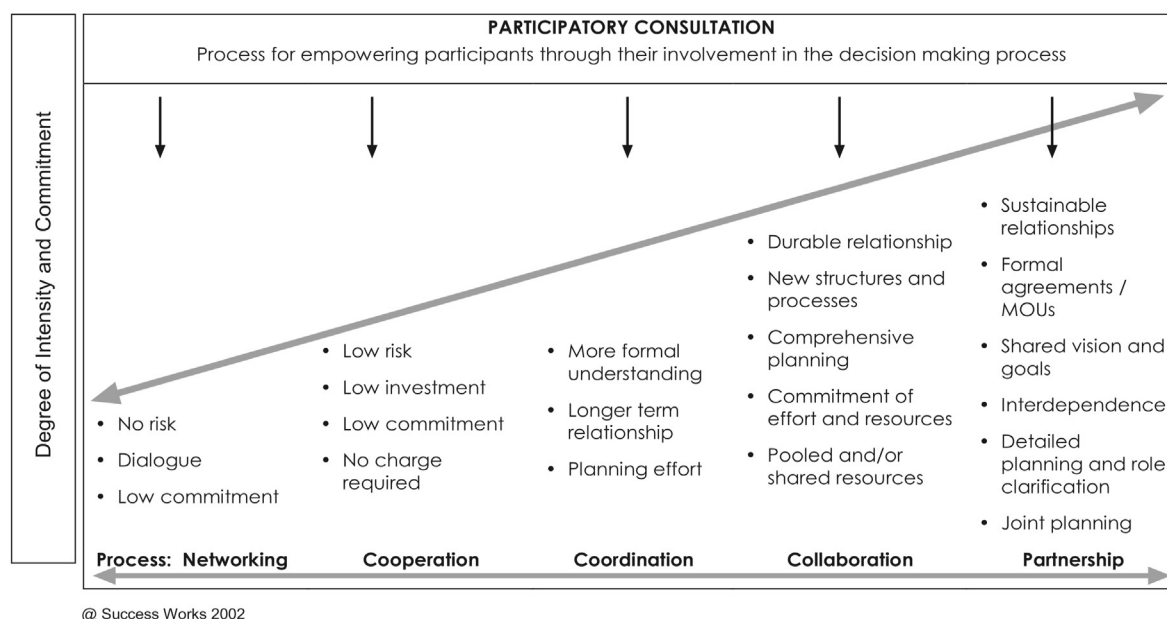 PARTICIPATORY CONSULTATION
Process for empowering participants through their involvement in the decision making process
Degree of Intensity and Commitment
• No risk
• Dialogue
• Low commitment
• Low risk
• Low investment
• Low commitment
• No charge
required
• More formal
understanding
• Longer term
relationship
• Planning effort
• Durable relationship
• New structures and
processes
• Comprehensive
planning
• Commitment of
effort and resources
• Pooled and/or
shared resources
• Sustainable
relationships
• Formal
agreements /
MOUs
• Shared vision and
goals
• Interdependence
• Detailed
planning and role
clarification
• Joint planning
Process: Networking Cooperation Coordination Collaboration Partnership
@ Success Works 2002